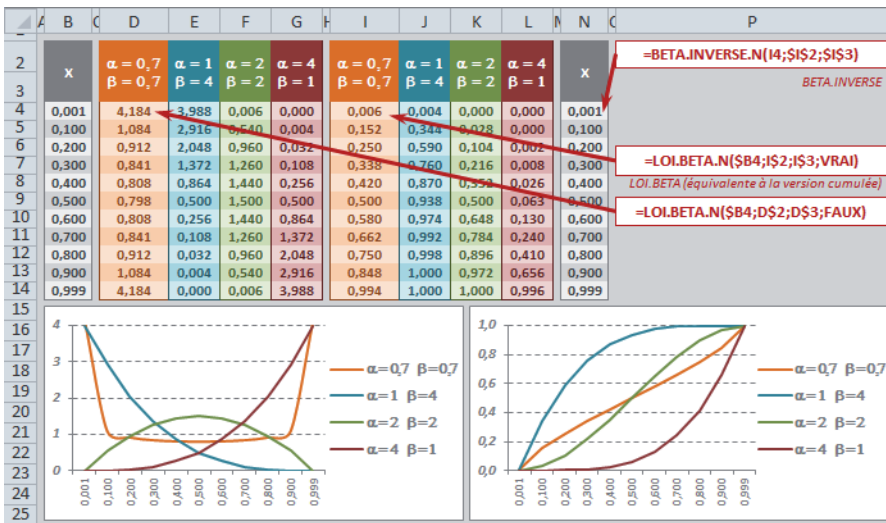 A B C D E F G H I J K L M N O P
2 x α = 0,7 α = 1 α = 2 α = 4 α = 0,7 α = 1 α = 2 α = 4 x =BETA.INVERSE.N(I4;$I$2;$I$3)
3 β = 0,7 β = 4 β = 2 β = 1 β = 0,7 β = 4 β = 2 β = 1 BETA.INVERSE
4 0,001 4,184 3,988 0,006 0,000 0,006 0,004 0,000 0,000 0,001
5 0,100 1,084 2,916 0,540 0,004 0,152 0,344 0,028 0,000 0,100
6 0,200 0,912 2,048 0,960 0,032 0,250 0,590 0,104 0,002 0,200
7 0,300 0,841 1,372 1,260 0,108 0,338 0,760 0,216 0,008 0,300 =LOI.BETA.N($B4;I$2;I$3;VRAI)
8 0,400 0,808 0,864 1,440 0,256 0,420 0,870 0,026 0,400 LOI.BETA (équivalente à la version cumulée)
9 0,500 0,798 0,500 1,500 0,500 0,500 0,938 0,500 0,063 0,500
10 0,600 0,808 0,256 1,440 0,864 0,580 0,974 0,648 0,130 0,600 =LOI.BETA.N($B4;D$2;D$3;FAUX)
11 0,700 0,841 0,108 1,260 1,372 0,662 0,992 0,784 0,240 0,700
12 0,800 0,912 0,032 0,960 2,048 0,750 0,998 0,896 0,410 0,800
13 0,900 1,084 0,004 0,540 2,916 0,848 1,000 0,972 0,656 0,900
14 0,999 4,184 0,000 0,006 3,988 0,994 1,000 1,000 0,996 0,999
15
16
17
18
19
20
21
22
23
24
25
4
3
2
1
0
0,001 0,100 0,200 0,300 0,400 0,500 0,600 0,700 0,800 0,900 0,999
α=0,7 β=0,7
α=1 β=4
α=2 β=2
α=4 β=1
1,0
0,8
0,6
0,4
0,2
0,0
0,001 0,100 0,200 0,300 0,400 0,500 0,600 0,700 0,800 0,900 0,999
α=0,7 β=0,7
α=1 β=4
α=2 β=2
α=4 β=1